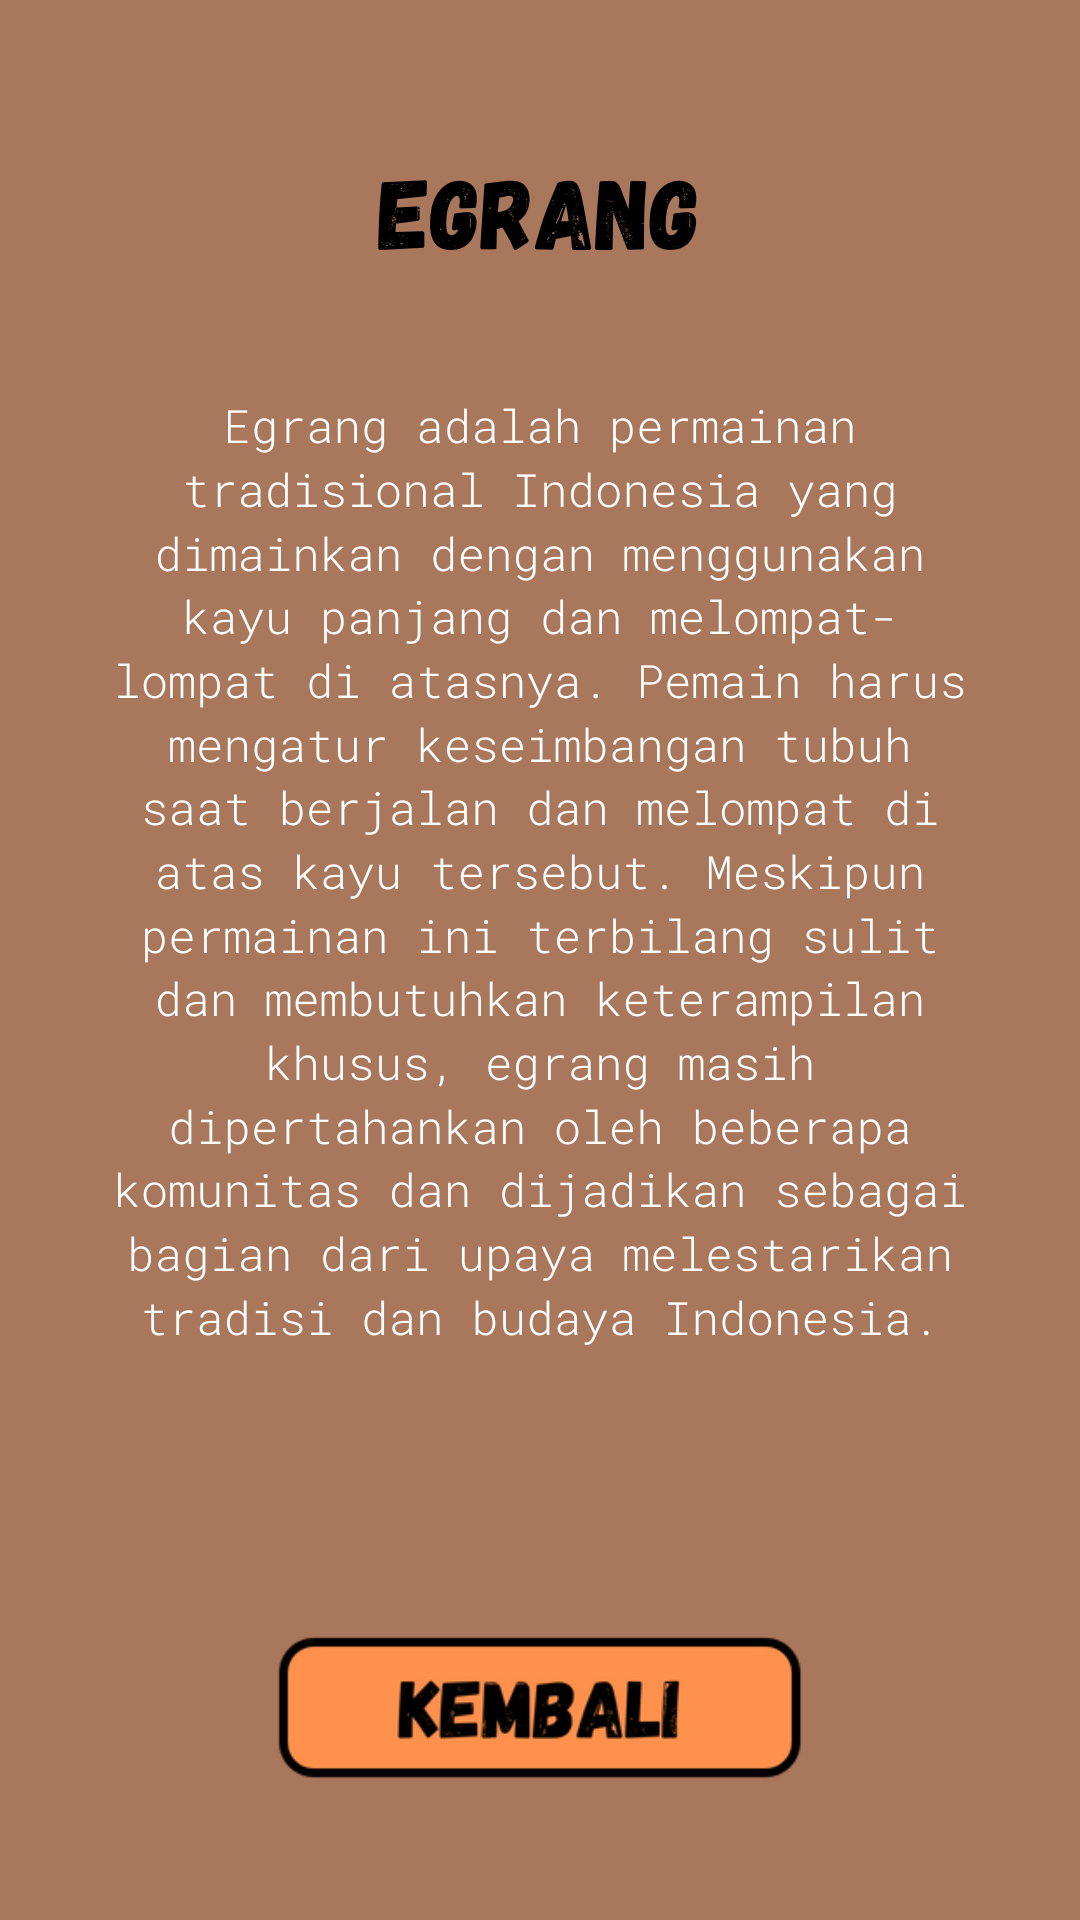 EGRANG
Egrang adalah permainan
tradisional Indonesia yang
dimainkan dengan menggunakan
kayu panjang dan melompat-
lompat di atasnya. Pemain harus
mengatur keseimbangan tubuh
saat berjalan dan melompat di
atas kayu tersebut. Meskipun
permainan ini terbilang sulit
dan membutuhkan keterampilan
khusus, egrang masih
dipertahankan oleh beberapa
komunitas dan dijadikan sebagai
bagian dari upaya melestarikan
tradisi dan budaya Indonesia.
KEMBALI